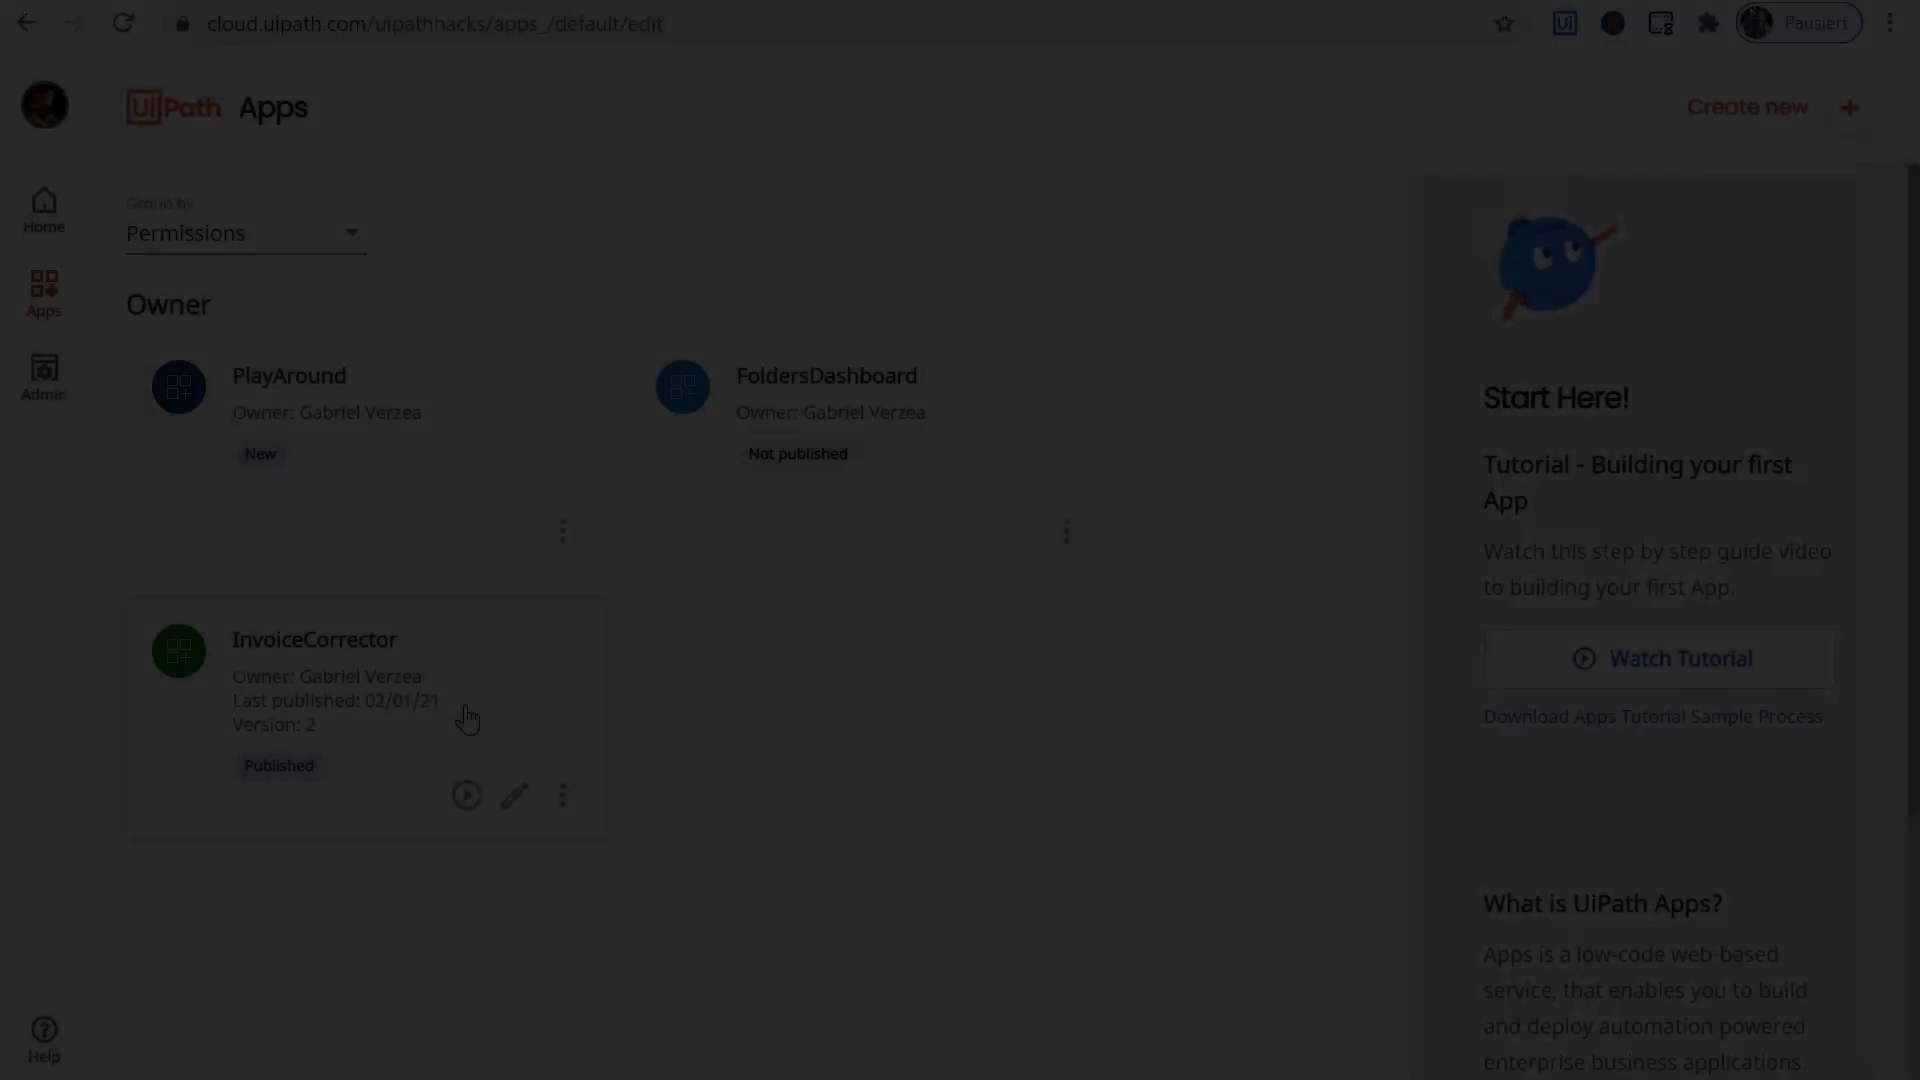 cloud.uipath.com/uipathhacks/apps_/default/edit
Pausiert
UiPath Apps
Create new +
Home
Apps
Admin
Help
Group by
Permissions
Owner
PlayAround
Owner: Gabriel Verzea
New
FoldersDashboard
Owner: Gabriel Verzea
Not published
InvoiceCorrector
Owner: Gabriel Verzea
Last published: 02/01/21
Version: 2
Published
Start Here!
Tutorial - Building your first
App
Watch this step by step guide video
to building your first App.
Watch Tutorial
Download Apps Tutorial Sample Process
What is UiPath Apps?
Apps is a low-code web-based
service, that enables you to build
and deploy automation powered
enterprise business applications.